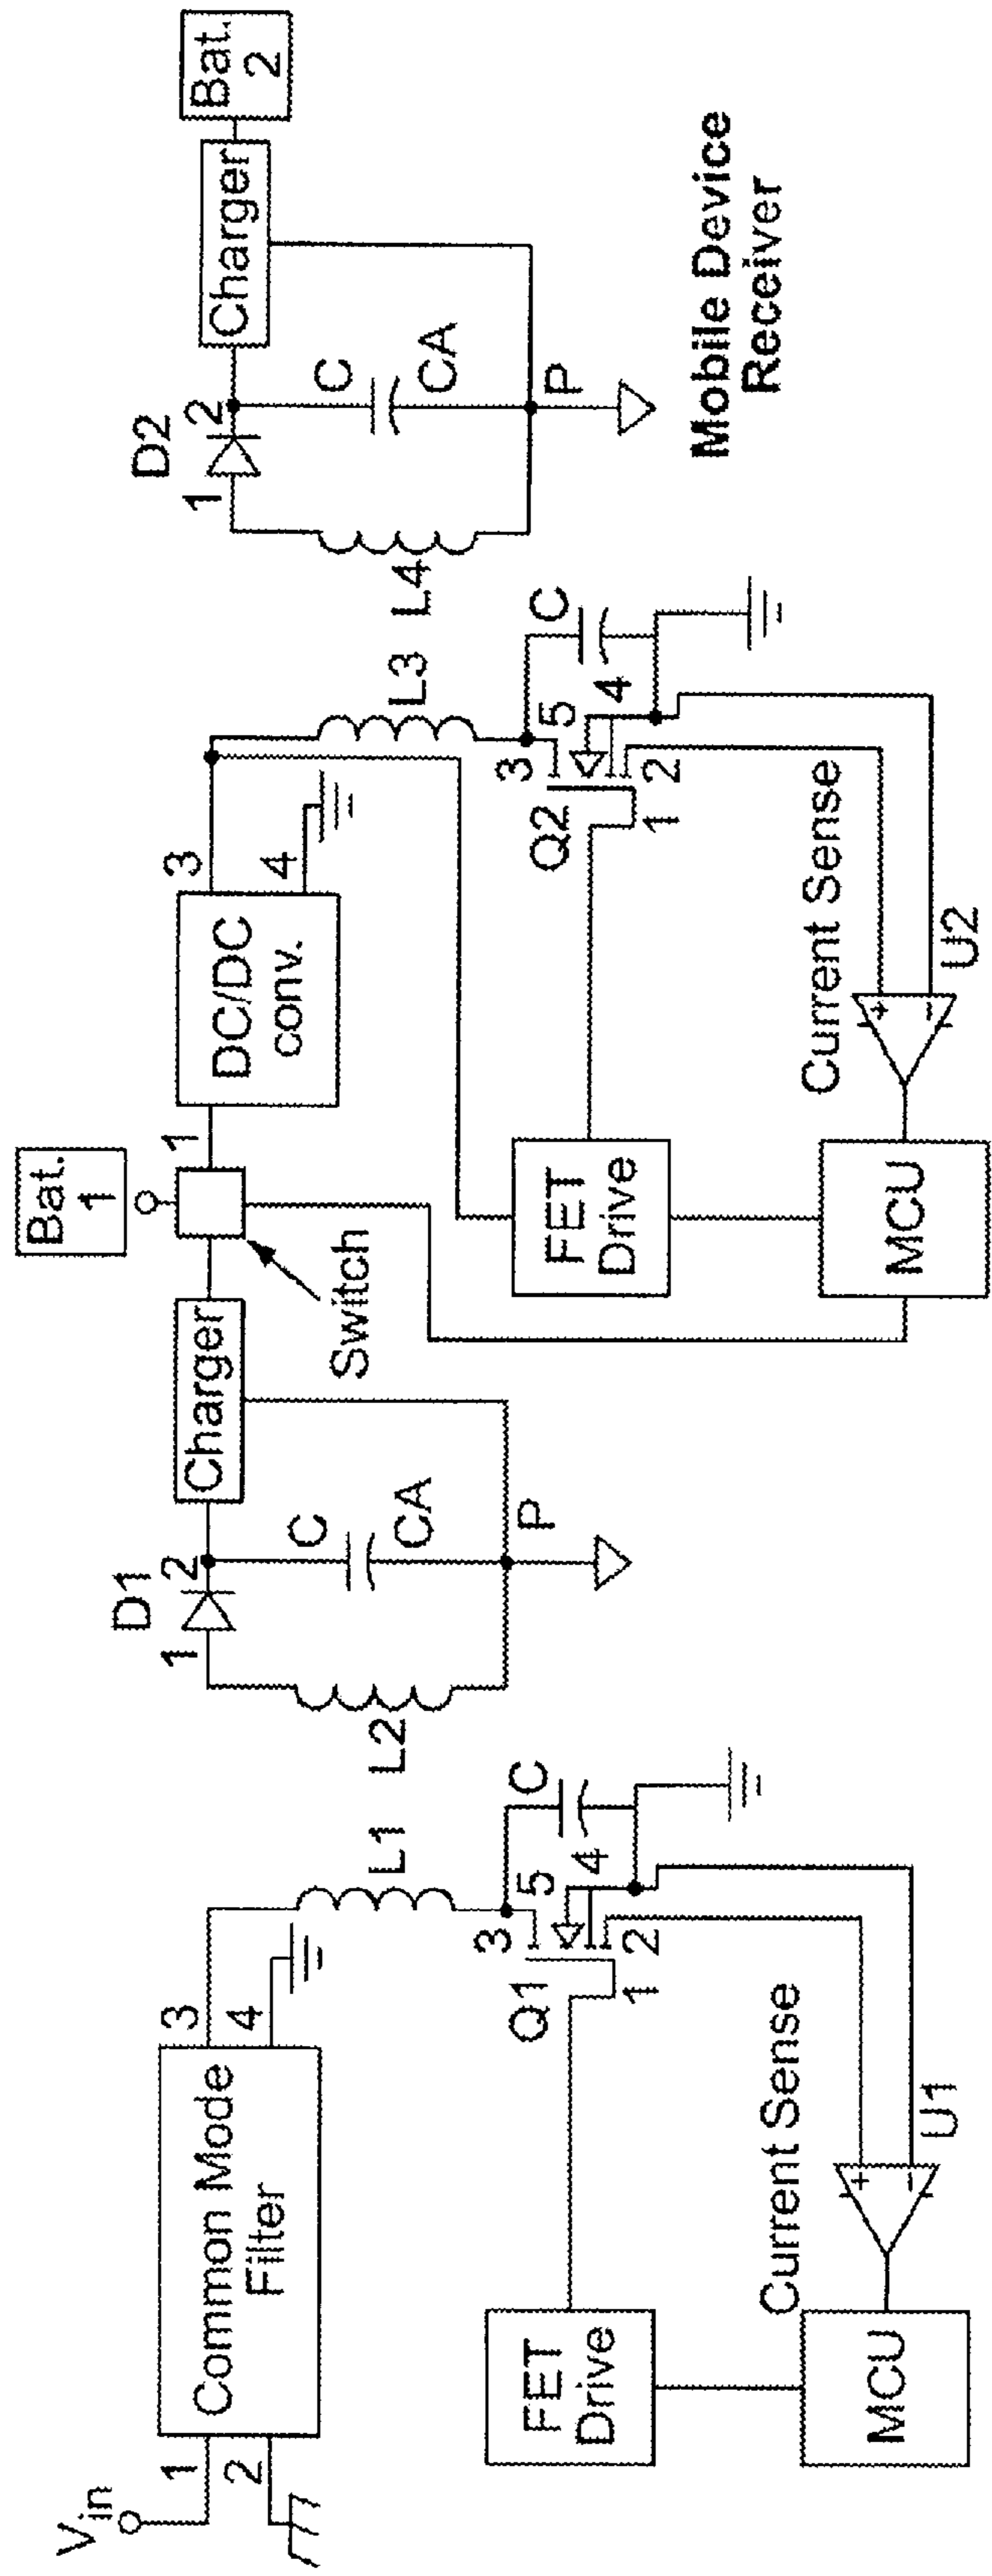 Vin
1
2
Common Mode
Filter
3
4
L1
3
5
4
C
Q1
1
2
FET
Drive
Current Sense
+
−
U1
MCU
L2
D1
1
2
C
CA
P
Charger
Switch
Bat.
1
1
DC/DC
conv.
3
4
L3
3
5
4
C
Q2
1
2
FET
Drive
Current Sense
+
−
U2
MCU
L4
D2
1
2
C
CA
P
Charger
Bat.
2
Mobile Device
Receiver